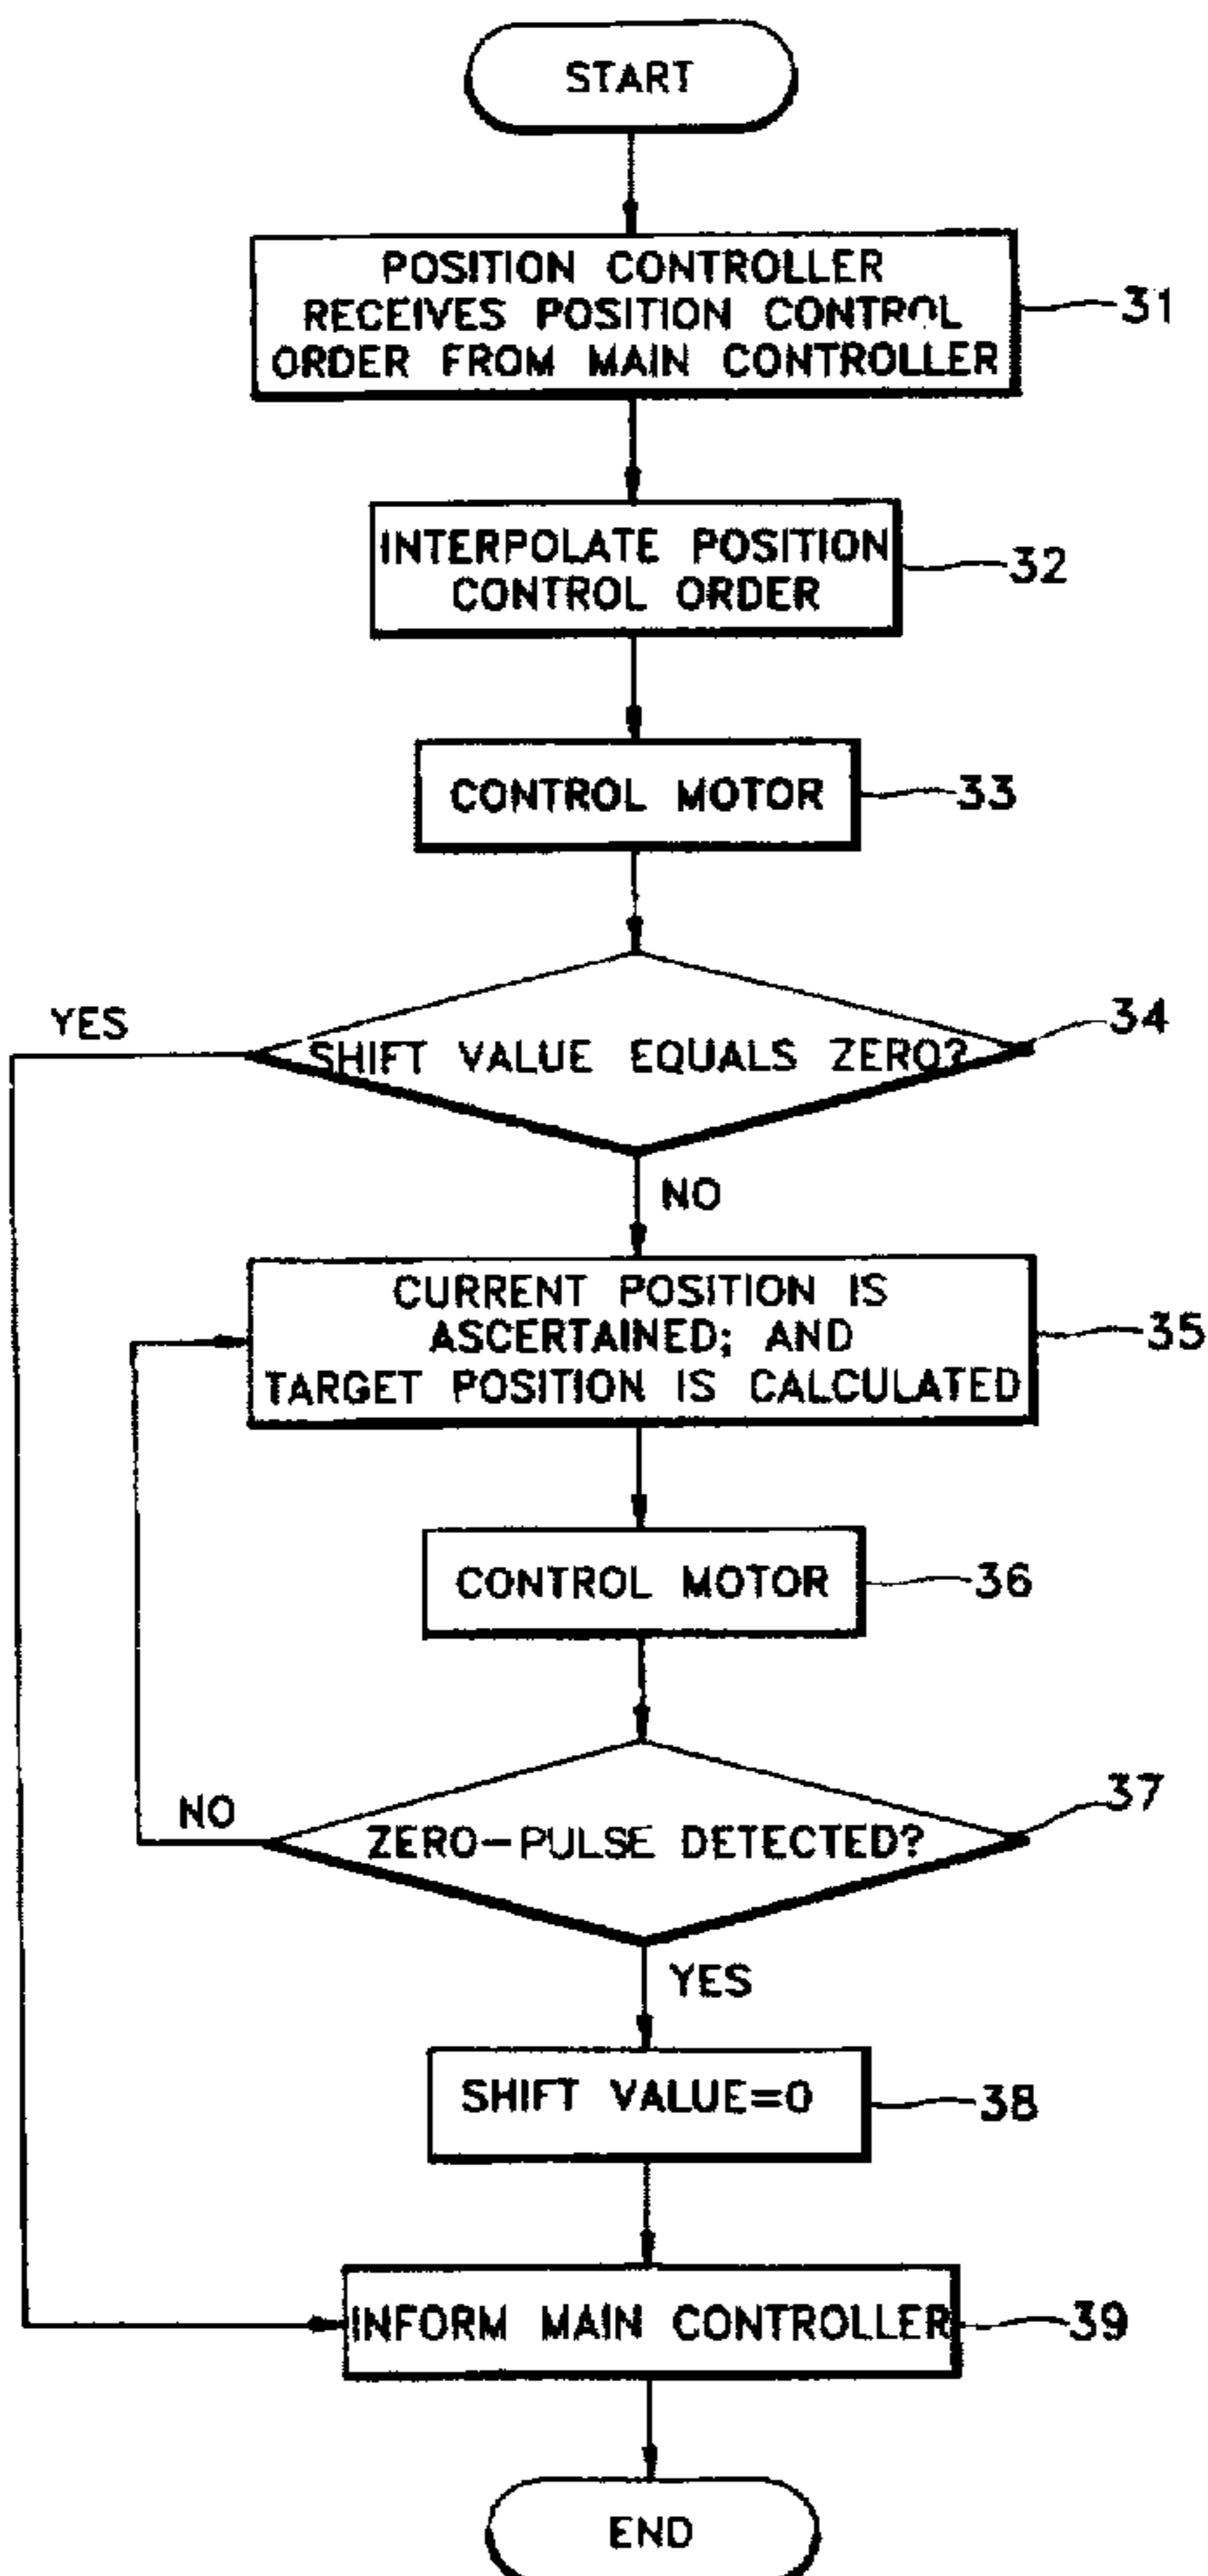 START
POSITION CONTROLLER
RECEIVES POSITION CONTROL
ORDER FROM MAIN CONTROLLER
31
INTERPOLATE POSITION
CONTROL ORDER
32
CONTROL MOTOR
33
YES
SHIFT VALUE EQUALS ZERO?
34
NO
CURRENT POSITION IS
ASCERTAINED; AND
TARGET POSITION IS CALCULATED
35
CONTROL MOTOR
36
NO
ZERO-PULSE DETECTED?
37
YES
SHIFT VALUE=0
38
INFORM MAIN CONTROLLER
39
END